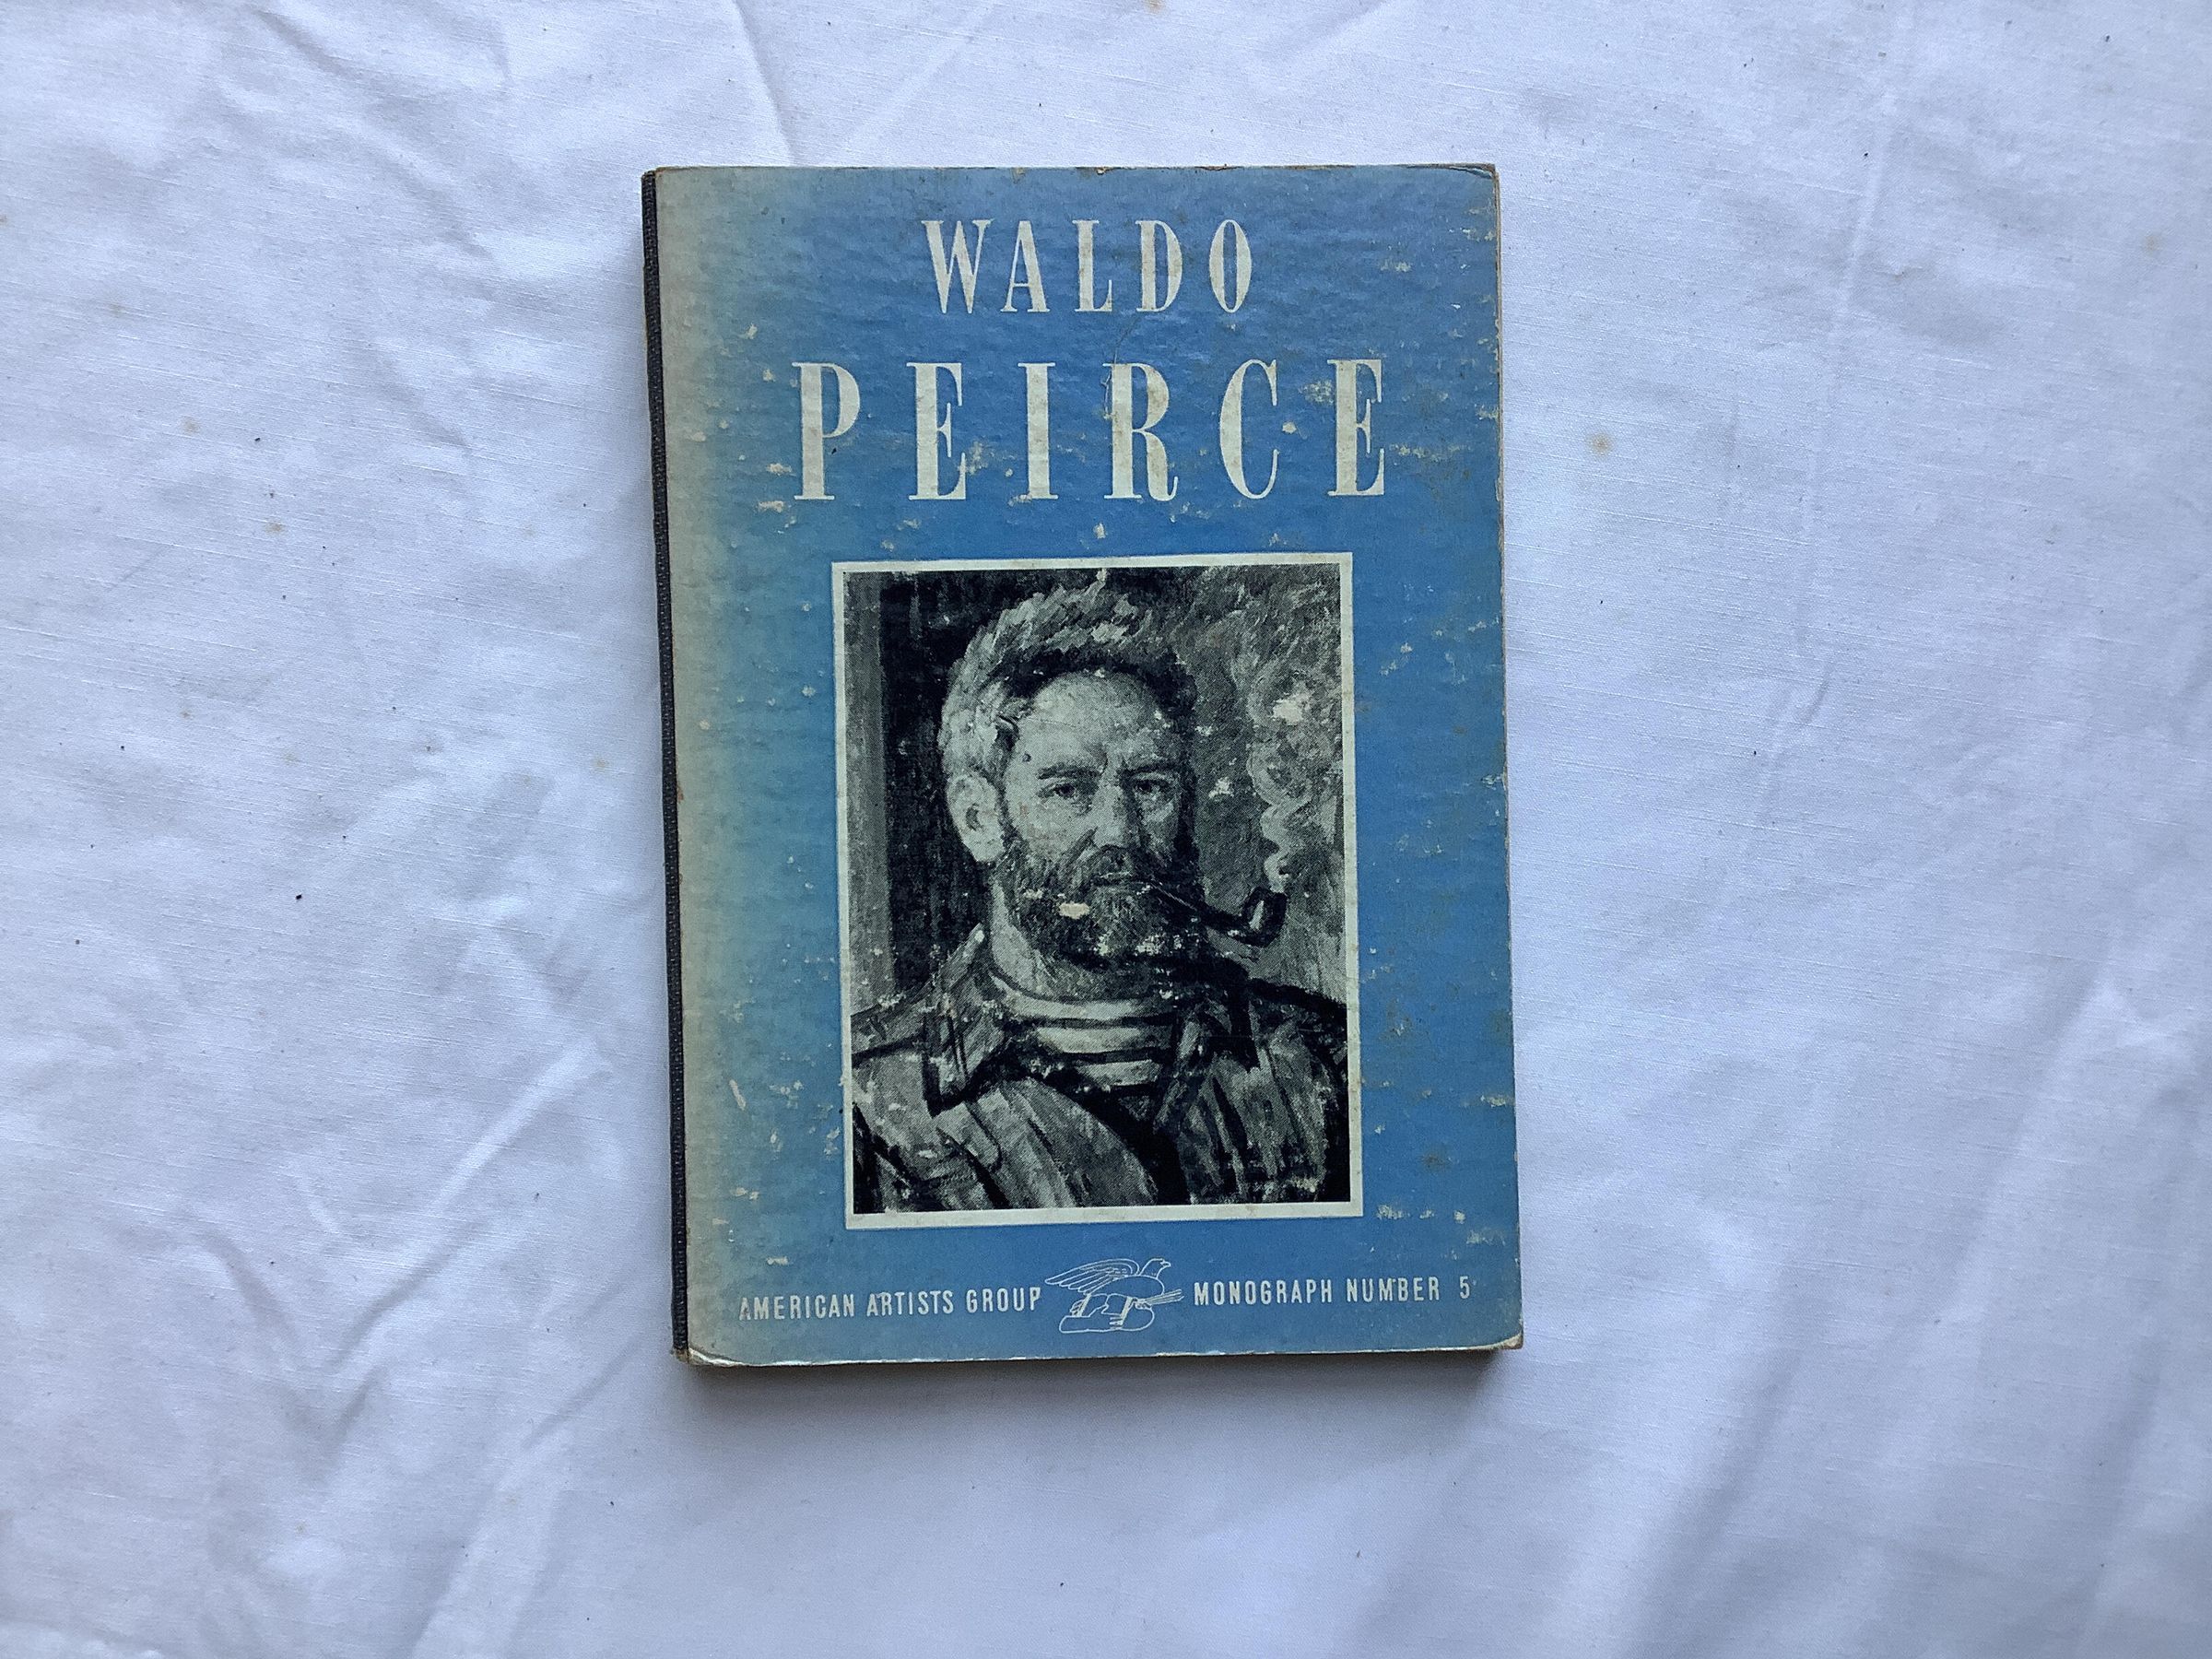 WALDO
PEIRCE
AMERICAN ARTISTS GROUP MONOGRAPH NUMBER 5